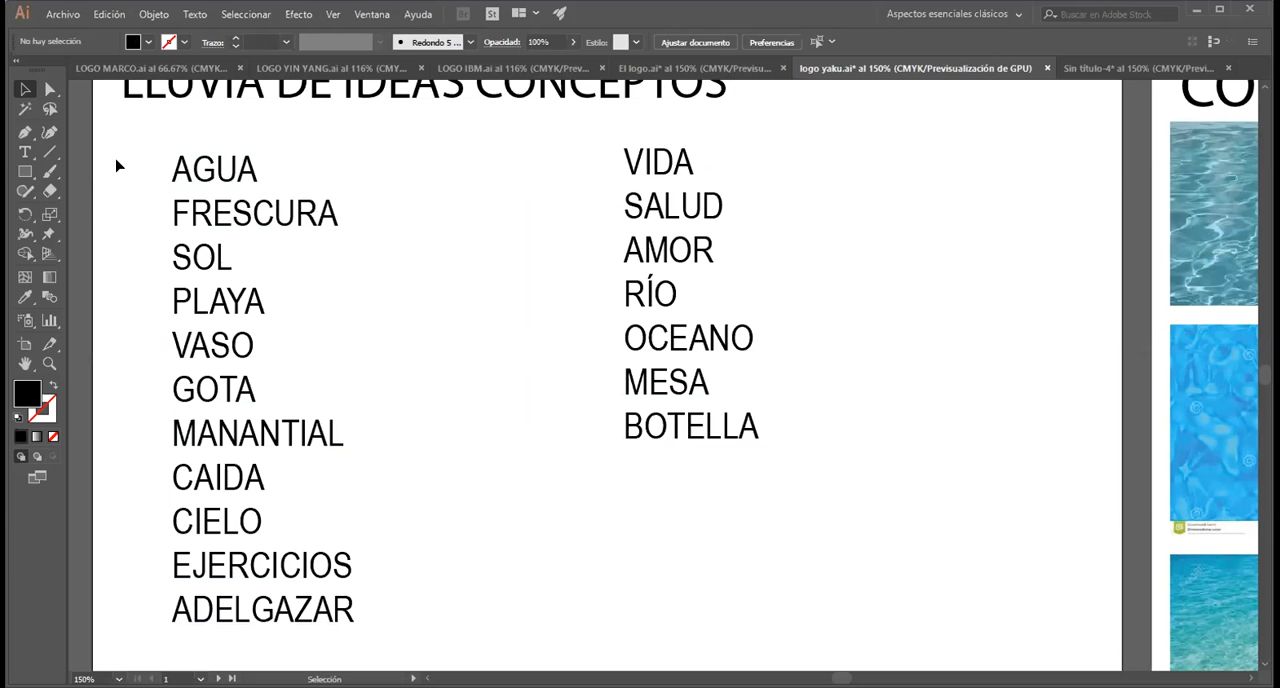 Ai Archivo Edición Objeto Texto Seleccionar Efecto Ver Ventana Ayuda Br St Aspectos esenciales clásicos Buscar en Adobe Stock
No hay selección Trazo: Redondo 5 ... Opacidad: 100% Estilo: Ajustar documento Preferencias
LOGO MARCO.ai al 66.67% (CMYK... × LOGO YIN YANG.ai al 116% (CMY... × LOGO IBM.ai al 116% (CMYK/Prev... × El logo.ai* al 150% (CMYK/Previsu... × logo yaku.ai* al 150% (CMYK/Previsualización de GPU) × Sin título-4* al 150% (CMYK/Previ... ×
LLUVIA DE IDEAS CONCEPTOS
CO
AGUA
FRESCURA
SOL
PLAYA
VASO
GOTA
MANANTIAL
CAIDA
CIELO
EJERCICIOS
ADELGAZAR
VIDA
SALUD
AMOR
RÍO
OCEANO
MESA
BOTELLA
150% 1 Selección